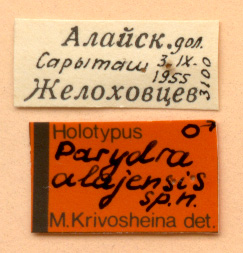 Алайск. дол.
Сарыташ 3.IX.
1955
Желоховцев 3100
Holotypus ♂
Parydra
alajensis
sp.n.
M.Krivosheina det.